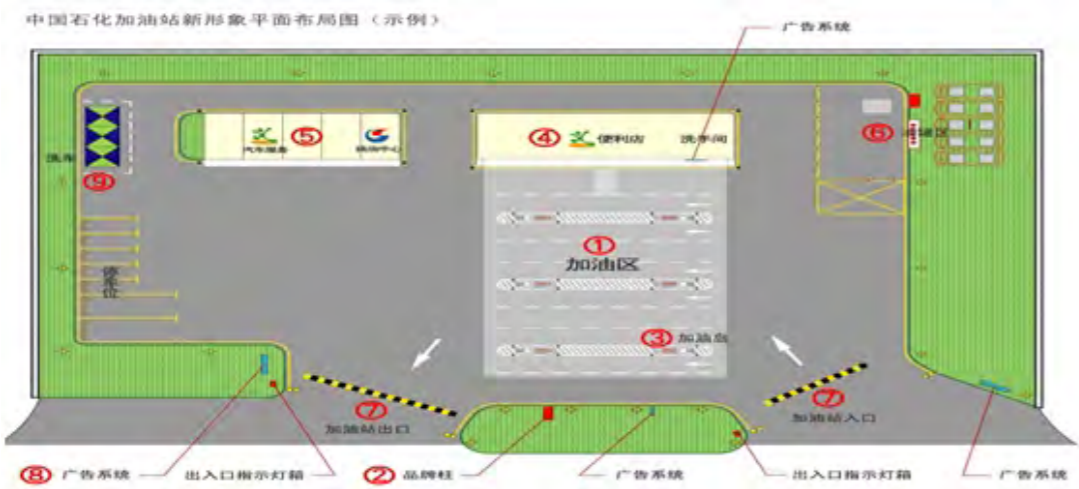 中国石化加油站新形象平面布局图（示例）
广告系统
⑤
汽车服务
④ 便利店 洗手间
⑥ 油罐区
洗车
⑨
①
加油区
停车位
③ 加油岛
⑦
加油站出口
⑦
加油站入口
⑧ 广告系统
出入口指示灯箱
② 品牌柱
广告系统
出入口指示灯箱
广告系统